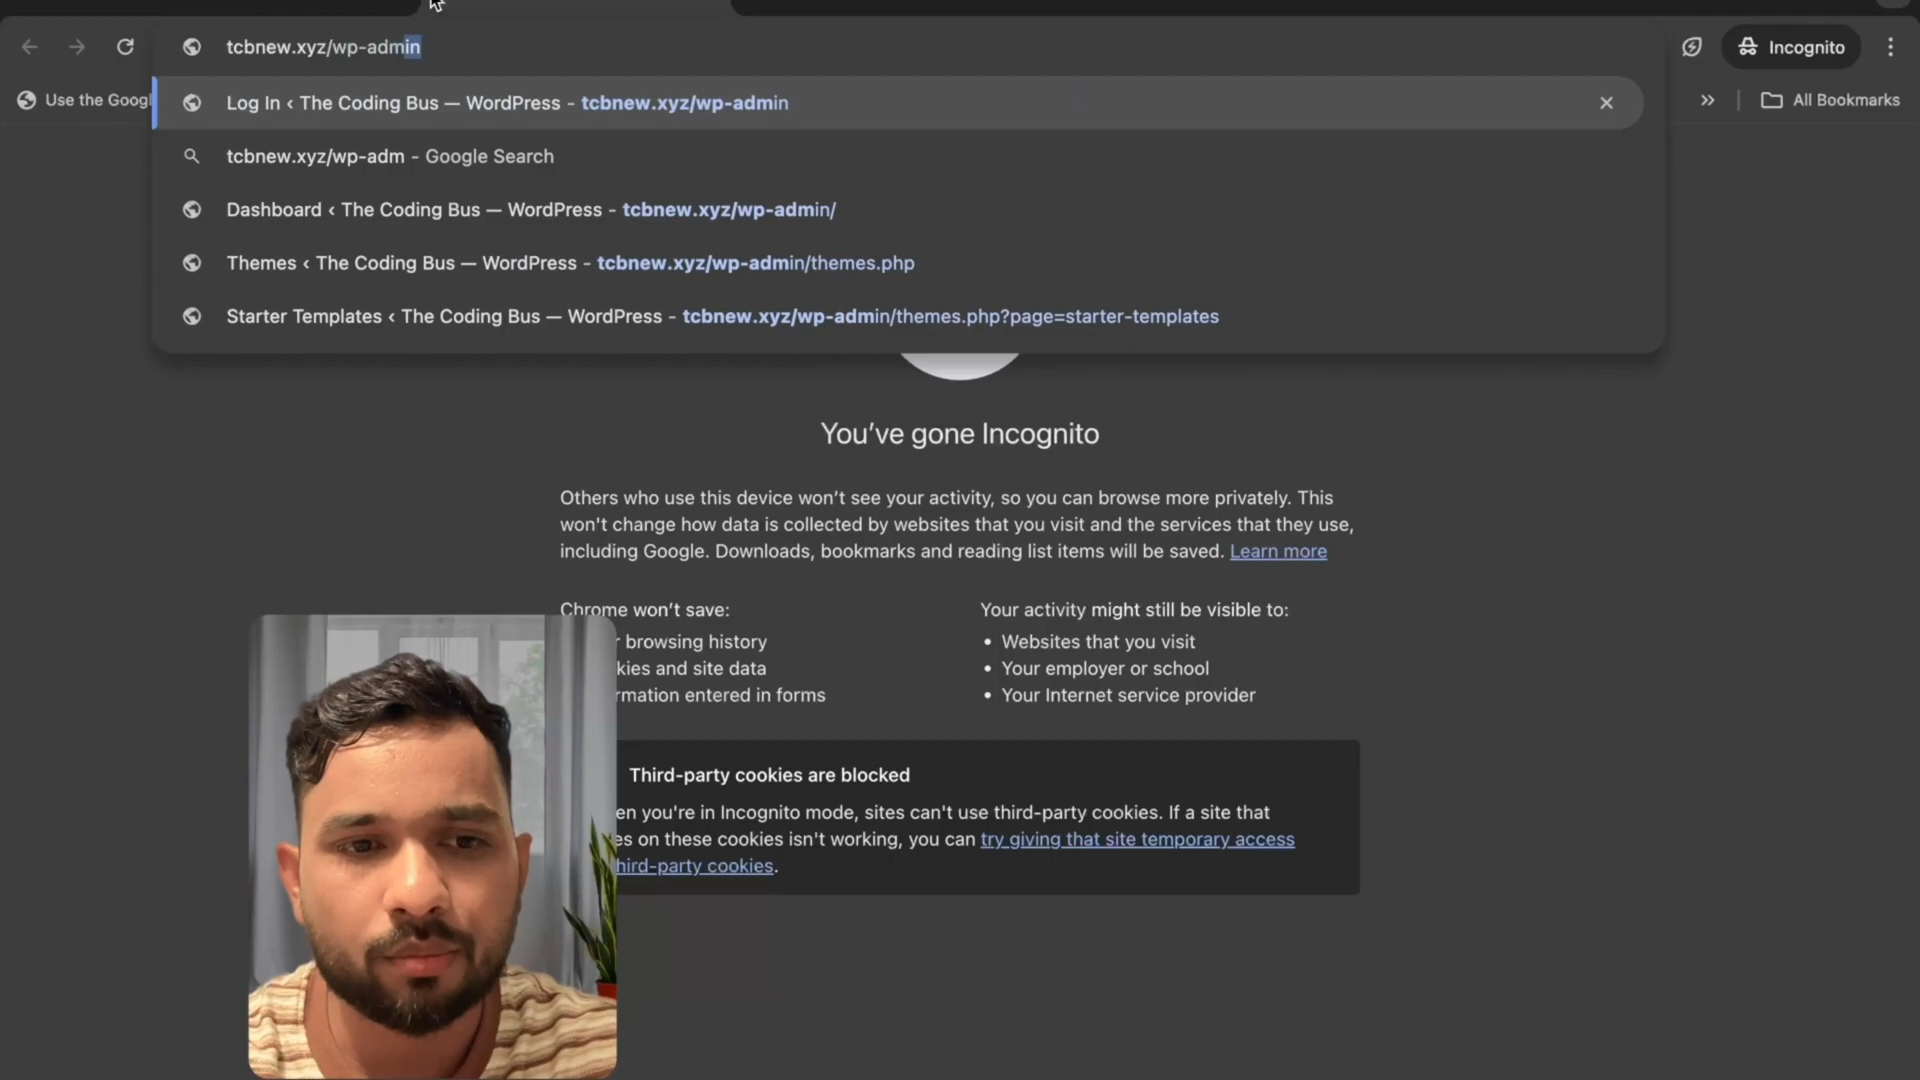 tcbnew.xyz/wp-admin
Incognito
Use the Googl
All Bookmarks
Log In ‹ The Coding Bus — WordPress - tcbnew.xyz/wp-admin
tcbnew.xyz/wp-adm - Google Search
Dashboard ‹ The Coding Bus — WordPress - tcbnew.xyz/wp-admin/
Themes ‹ The Coding Bus — WordPress - tcbnew.xyz/wp-admin/themes.php
Starter Templates ‹ The Coding Bus — WordPress - tcbnew.xyz/wp-admin/themes.php?page=starter-templates
You've gone Incognito
Others who use this device won't see your activity, so you can browse more privately. This
won't change how data is collected by websites that you visit and the services that they use,
including Google. Downloads, bookmarks and reading list items will be saved. Learn more
Chrome won't save:
browsing history
kies and site data
rmation entered in forms
Your activity might still be visible to:
• Websites that you visit
• Your employer or school
• Your Internet service provider
Third-party cookies are blocked
en you're in Incognito mode, sites can't use third-party cookies. If a site that
es on these cookies isn't working, you can try giving that site temporary access
hird-party cookies.